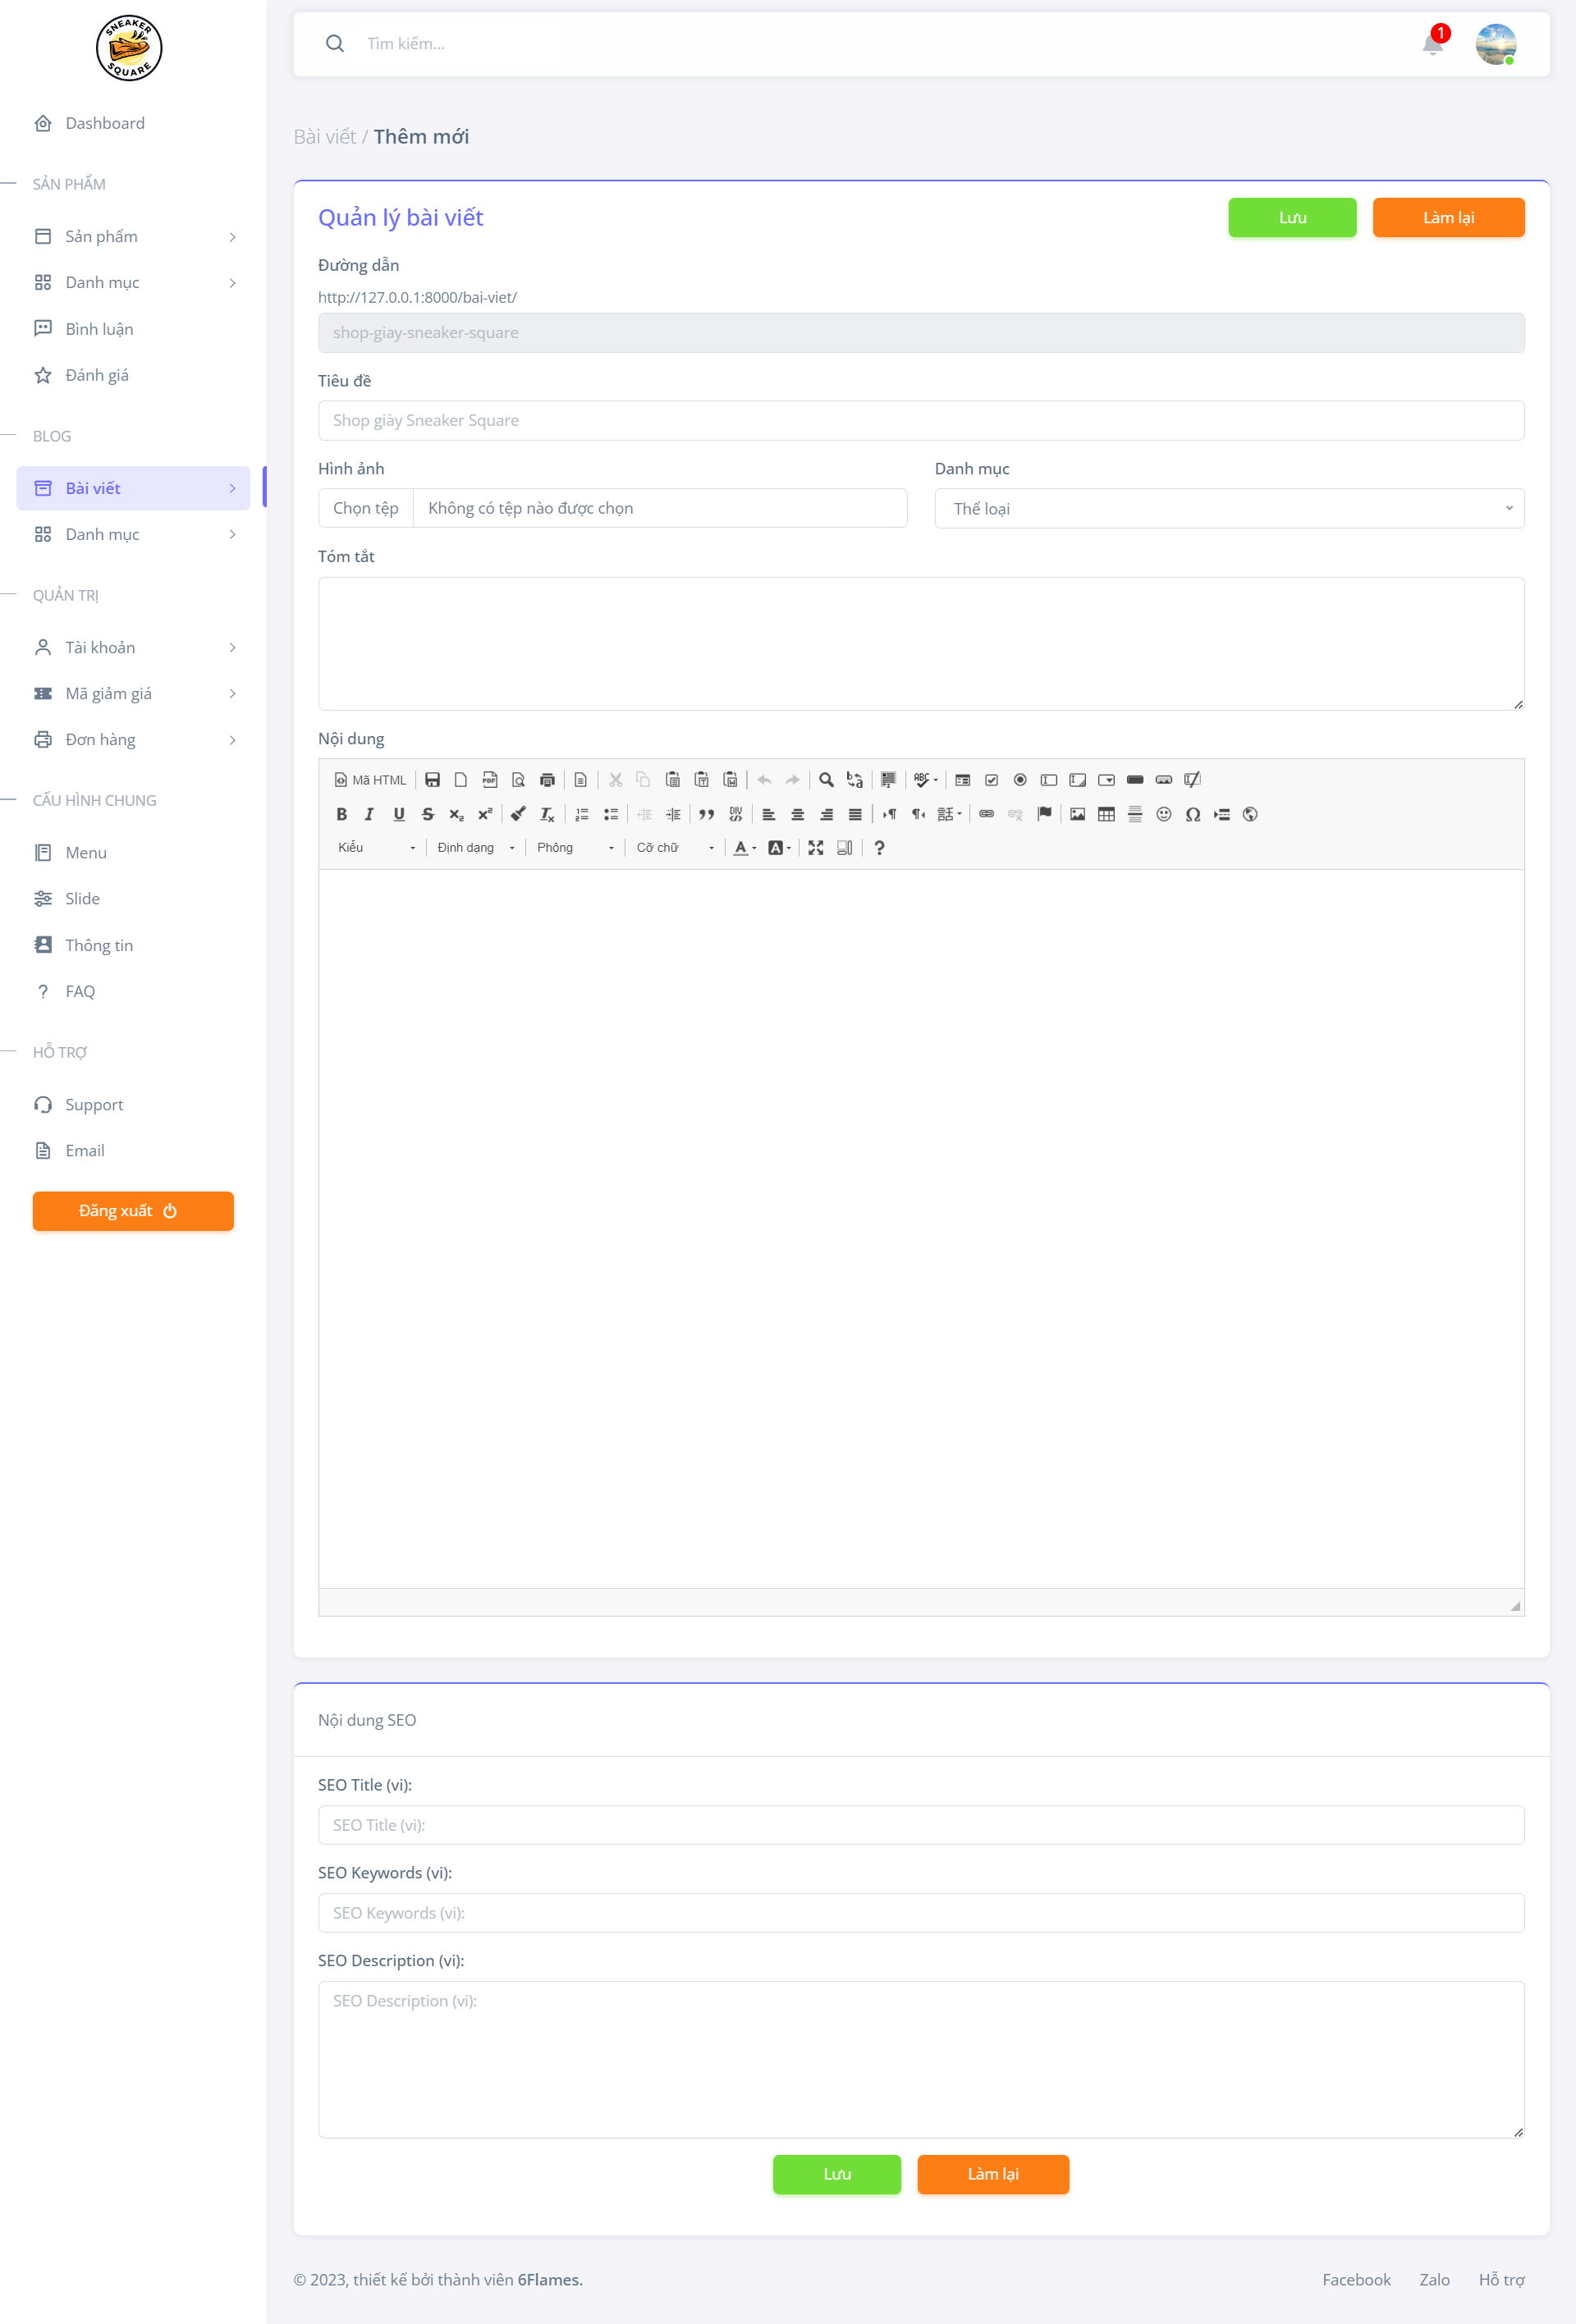 SNEAKER
SQUARE
Dashboard
SẢN PHẨM
Sản phẩm
Danh mục
Bình luận
Đánh giá
BLOG
Bài viết
Danh mục
QUẢN TRỊ
Tài khoản
Mã giảm giá
Đơn hàng
CẤU HÌNH CHUNG
Menu
Slide
Thông tin
FAQ
HỖ TRỢ
Support
Email
Đăng xuất
Tìm kiếm...
1
Bài viết / Thêm mới
Quản lý bài viết
Lưu Làm lại
Đường dẫn
http://127.0.0.1:8000/bai-viet/
shop-giay-sneaker-square
Tiêu đề
Shop giày Sneaker Square
Hình ảnh Danh mục
Chọn tệp Không có tệp nào được chọn Thể loại
Tóm tắt
Nội dung
Mã HTML
Kiểu Định dạng Phông Cỡ chữ
Nội dung SEO
SEO Title (vi):
SEO Title (vi):
SEO Keywords (vi):
SEO Keywords (vi):
SEO Description (vi):
SEO Description (vi):
Lưu Làm lại
© 2023, thiết kế bởi thành viên 6Flames. Facebook Zalo Hỗ trợ